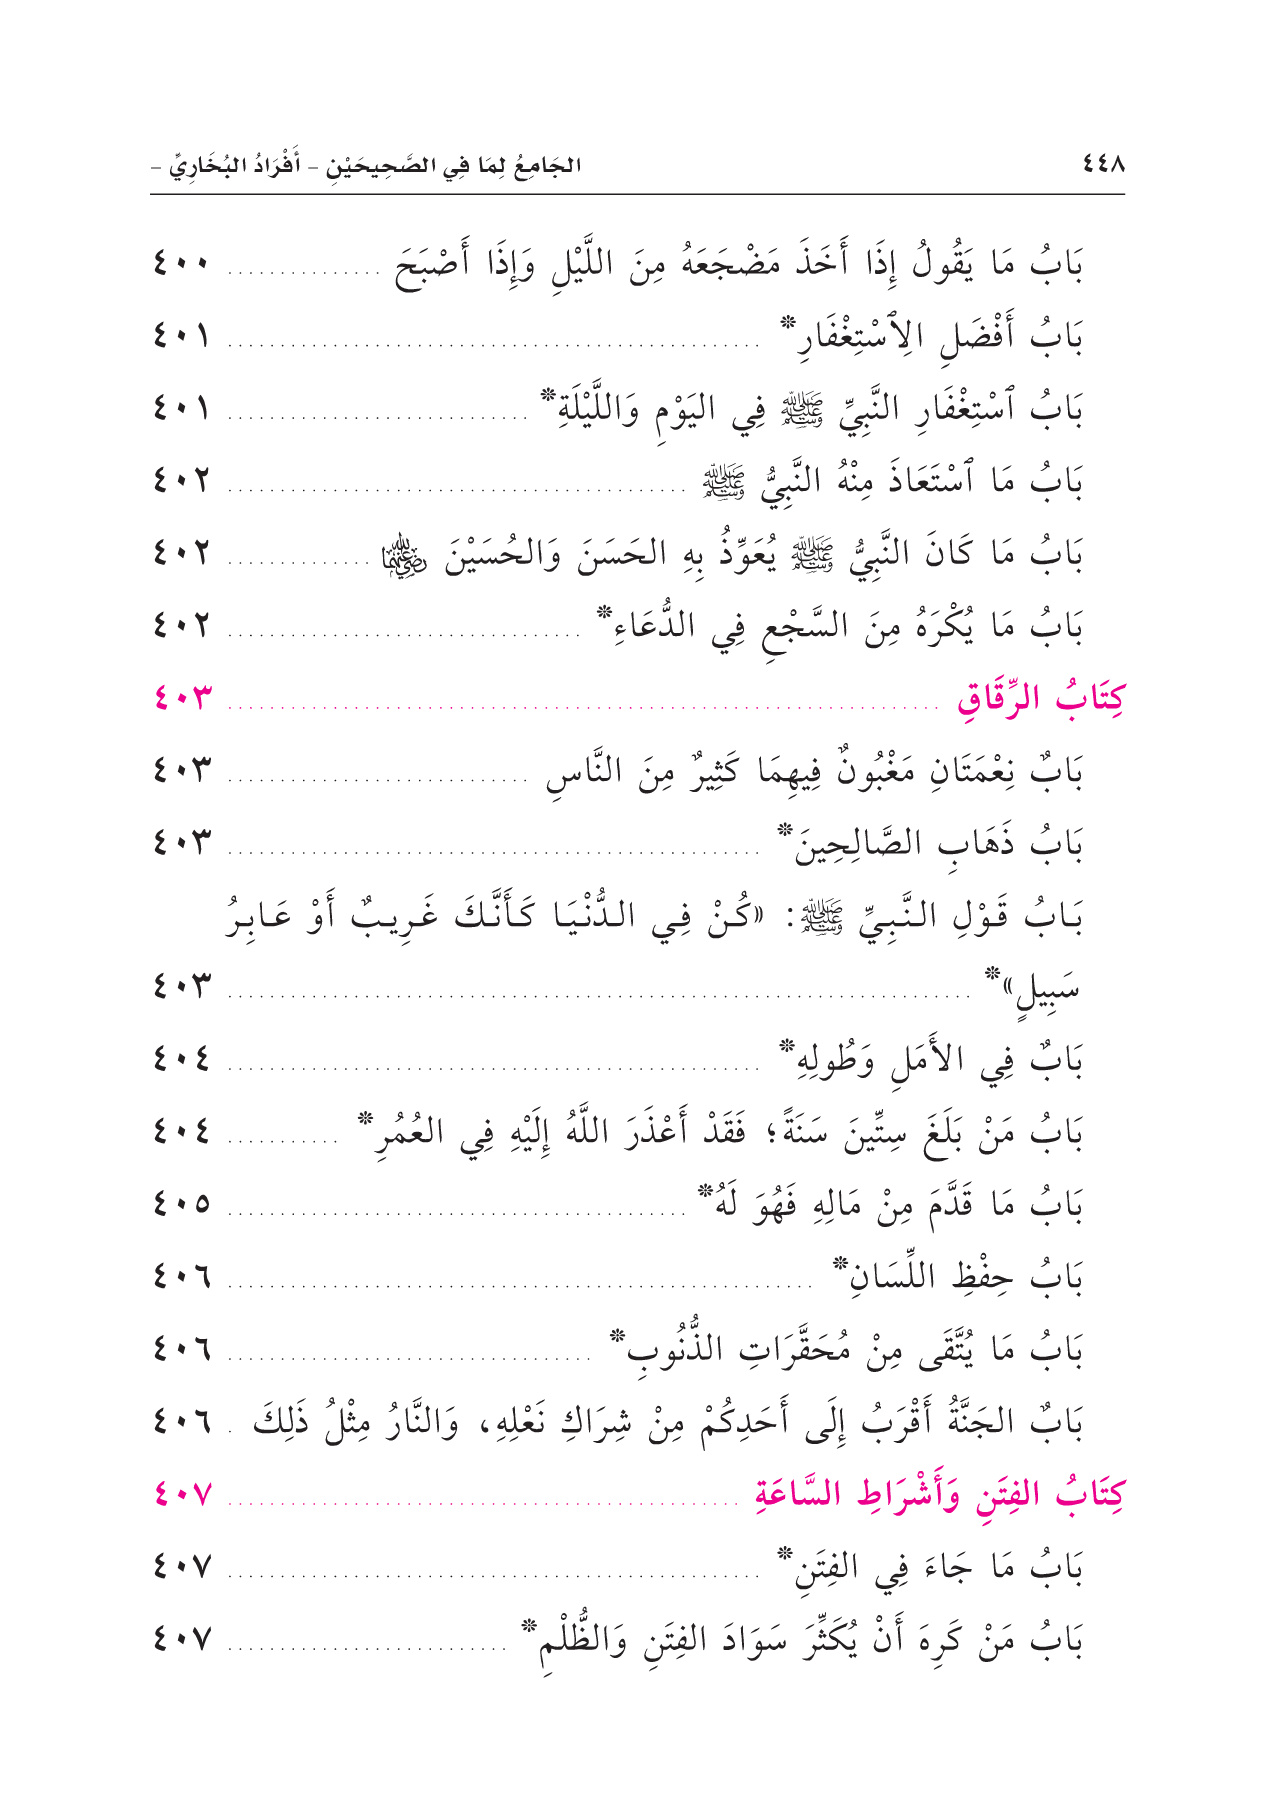 ٤٤٨ الجَامِعُ لِمَا فِي الصَّحِيحَيْنِ – أَفْرَادُ البُخَارِيِّ –
بَابُ مَا يَقُولُ إِذَا أَخَذَ مَضْجَعَهُ مِنَ اللَّيْلِ وَإِذَا أَصْبَحَ ............... ٤٠٠
بَابُ أَفْضَلِ الِٱسْتِغْفَارِ* ................................................... ٤٠١
بَابُ ٱسْتِغْفَارِ النَّبِيِّ ﷺ فِي اليَوْمِ وَاللَّيْلَةِ* ............................. ٤٠١
بَابُ مَا ٱسْتَعَاذَ مِنْهُ النَّبِيُّ ﷺ ............................................ ٤٠٢
بَابُ مَا كَانَ النَّبِيُّ ﷺ يُعَوِّذُ بِهِ الحَسَنَ وَالحُسَيْنَ رضي الله عنهما .............. ٤٠٢
بَابُ مَا يُكْرَهُ مِنَ السَّجْعِ فِي الدُّعَاءِ* .................................. ٤٠٢
كِتَابُ الرِّقَاقِ .................................................................... ٤٠٣
بَابٌ نِعْمَتَانِ مَغْبُونٌ فِيهِمَا كَثِيرٌ مِنَ النَّاسِ ............................. ٤٠٣
بَابُ ذَهَابِ الصَّالِحِينَ* ................................................... ٤٠٣
بَابُ قَوْلِ النَّبِيِّ ﷺ: «كُنْ فِي الدُّنْيَا كَأَنَّكَ غَرِيبٌ أَوْ عَابِرُ
سَبِيلٍ»* ....................................................................... ٤٠٣
بَابٌ فِي الأَمَلِ وَطُولِهِ* ................................................... ٤٠٤
بَابُ مَنْ بَلَغَ سِتِّينَ سَنَةً؛ فَقَدْ أَعْذَرَ اللَّهُ إِلَيْهِ فِي العُمُرِ* ........... ٤٠٤
بَابُ مَا قَدَّمَ مِنْ مَالِهِ فَهُوَ لَهُ* ............................................ ٤٠٥
بَابُ حِفْظِ اللِّسَانِ* ........................................................ ٤٠٦
بَابُ مَا يُتَّقَى مِنْ مُحَقَّرَاتِ الذُّنُوبِ* ................................... ٤٠٦
بَابٌ الجَنَّةُ أَقْرَبُ إِلَى أَحَدِكُمْ مِنْ شِرَاكِ نَعْلِهِ، وَالنَّارُ مِثْلُ ذَلِكَ . ٤٠٦
كِتَابُ الفِتَنِ وَأَشْرَاطِ السَّاعَةِ ................................................. ٤٠٧
بَابُ مَا جَاءَ فِي الفِتَنِ* ................................................... ٤٠٧
بَابُ مَنْ كَرِهَ أَنْ يُكَثِّرَ سَوَادَ الفِتَنِ وَالظُّلْمِ* ........................... ٤٠٧